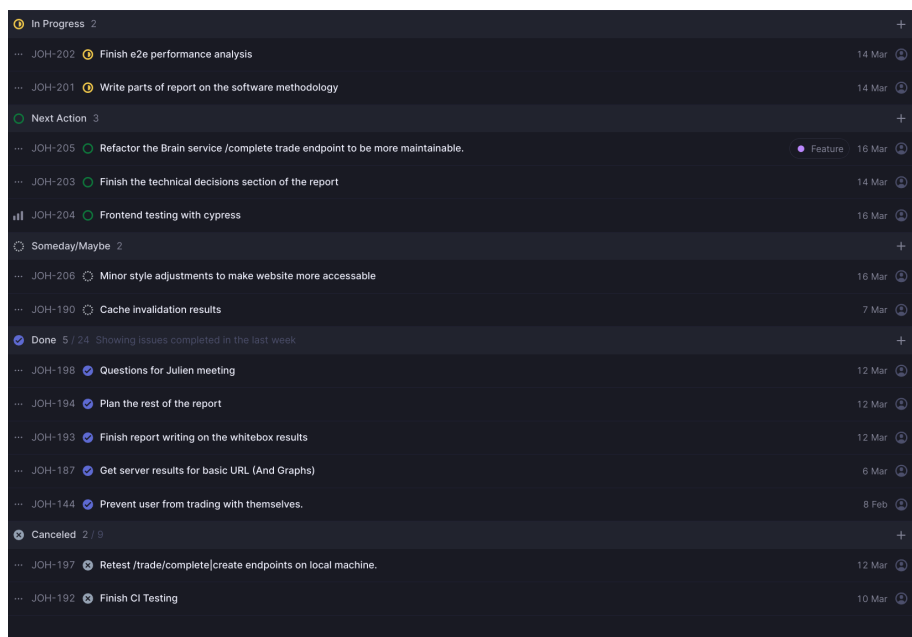 In Progress 2
JOH-202 Finish e2e performance analysis 14 Mar
JOH-201 Write parts of report on the software methodology 14 Mar
Next Action 3
JOH-205 Refactor the Brain service /complete trade endpoint to be more maintainable. Feature 16 Mar
JOH-203 Finish the technical decisions section of the report 14 Mar
JOH-204 Frontend testing with cypress 16 Mar
Someday/Maybe 2
JOH-206 Minor style adjustments to make website more accessable 16 Mar
JOH-190 Cache invalidation results 7 Mar
Done 5 / 24 Showing issues completed in the last week
JOH-198 Questions for Julien meeting 12 Mar
JOH-194 Plan the rest of the report 12 Mar
JOH-193 Finish report writing on the whitebox results 12 Mar
JOH-187 Get server results for basic URL (And Graphs) 6 Mar
JOH-144 Prevent user from trading with themselves. 8 Feb
Canceled 2 / 9
JOH-197 Retest /trade/complete|create endpoints on local machine. 12 Mar
JOH-192 Finish CI Testing 10 Mar